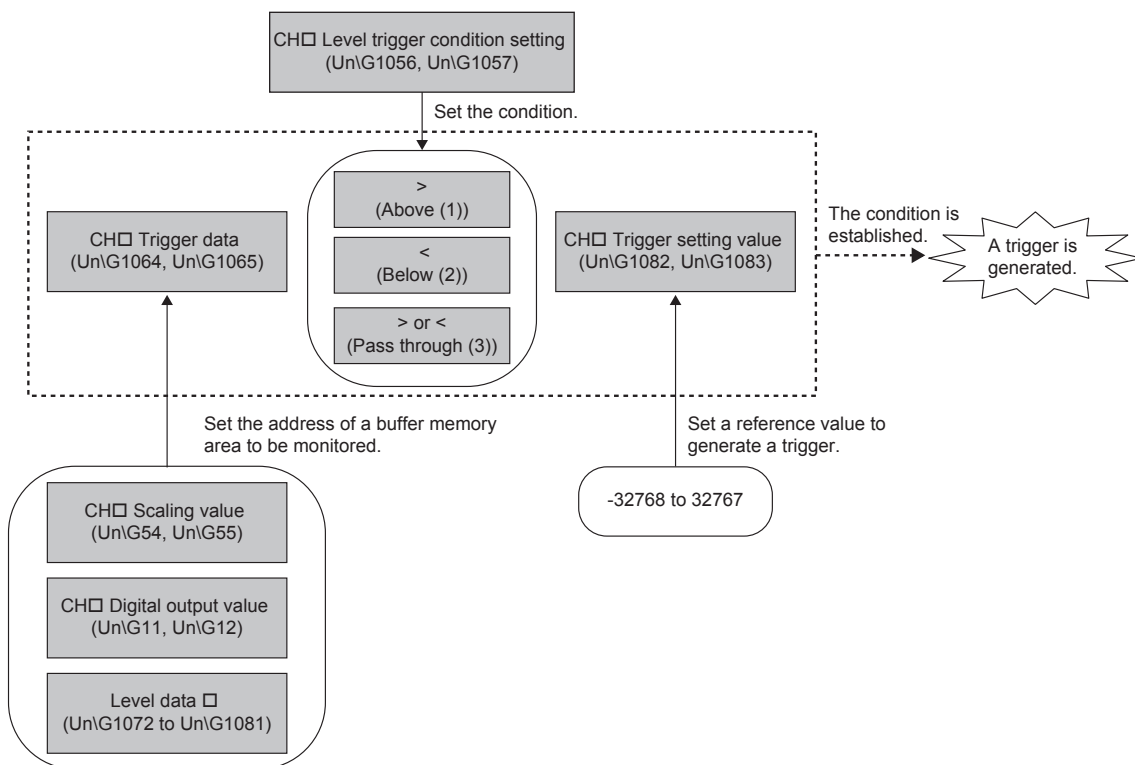 CH□ Level trigger condition setting
(Un\G1056, Un\G1057)
Set the condition.
>
(Above (1))
<
(Below (2))
> or <
(Pass through (3))
CH□ Trigger data
(Un\G1064, Un\G1065)
CH□ Trigger setting value
(Un\G1082, Un\G1083)
The condition is
established.
A trigger is
generated.
Set the address of a buffer memory
area to be monitored.
Set a reference value to
generate a trigger.
CH□ Scaling value
(Un\G54, Un\G55)
CH□ Digital output value
(Un\G11, Un\G12)
Level data □
(Un\G1072 to Un\G1081)
-32768 to 32767